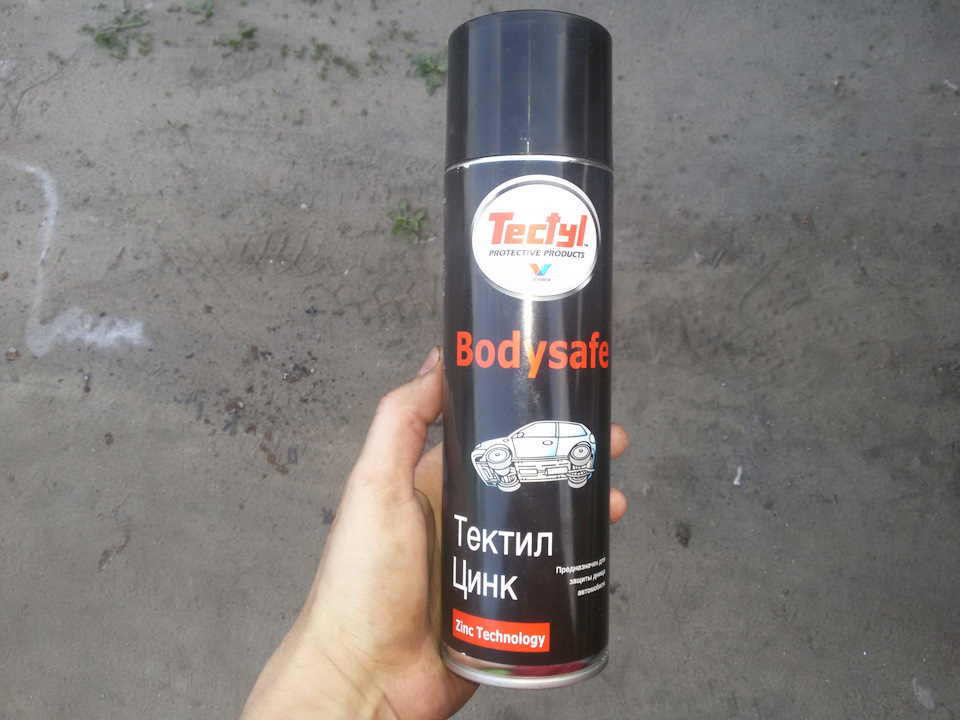 Tectyl
PROTECTIVE PRODUCTS
Bodysafe
Тектил
Цинк
Предназначен для
защиты днища
автомобиля
Zinc Technology